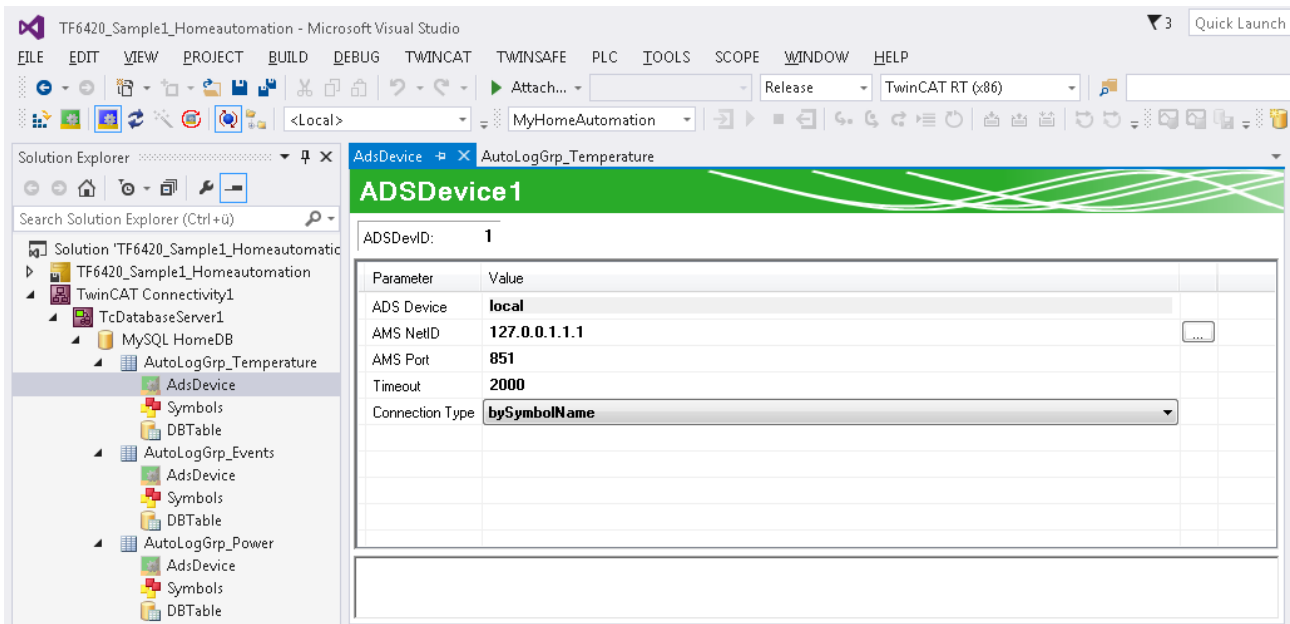 TF6420_Sample1_Homeautomation - Microsoft Visual Studio
3
Quick Launch
FILE EDIT VIEW PROJECT BUILD DEBUG TWINCAT TWINSAFE PLC TOOLS SCOPE WINDOW HELP
Attach... Release TwinCAT RT (x86)
<Local> MyHomeAutomation
Solution Explorer
Search Solution Explorer (Ctrl+ü)
Solution 'TF6420_Sample1_Homeautomatic
TF6420_Sample1_Homeautomation
TwinCAT Connectivity1
TcDatabaseServer1
MySQL HomeDB
AutoLogGrp_Temperature
AdsDevice
Symbols
DBTable
AutoLogGrp_Events
AdsDevice
Symbols
DBTable
AutoLogGrp_Power
AdsDevice
Symbols
DBTable
AdsDevice AutoLogGrp_Temperature
ADSDevice1
ADSDevID: 1
Parameter Value
ADS Device local
AMS NetID 127.0.0.1.1.1 ...
AMS Port 851
Timeout 2000
Connection Type bySymbolName